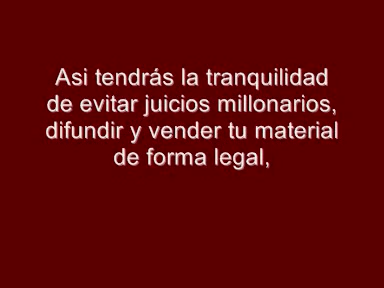 Asi tendrás la tranquilidad
de evitar juicios millonarios,
difundir y vender tu material
de forma legal,